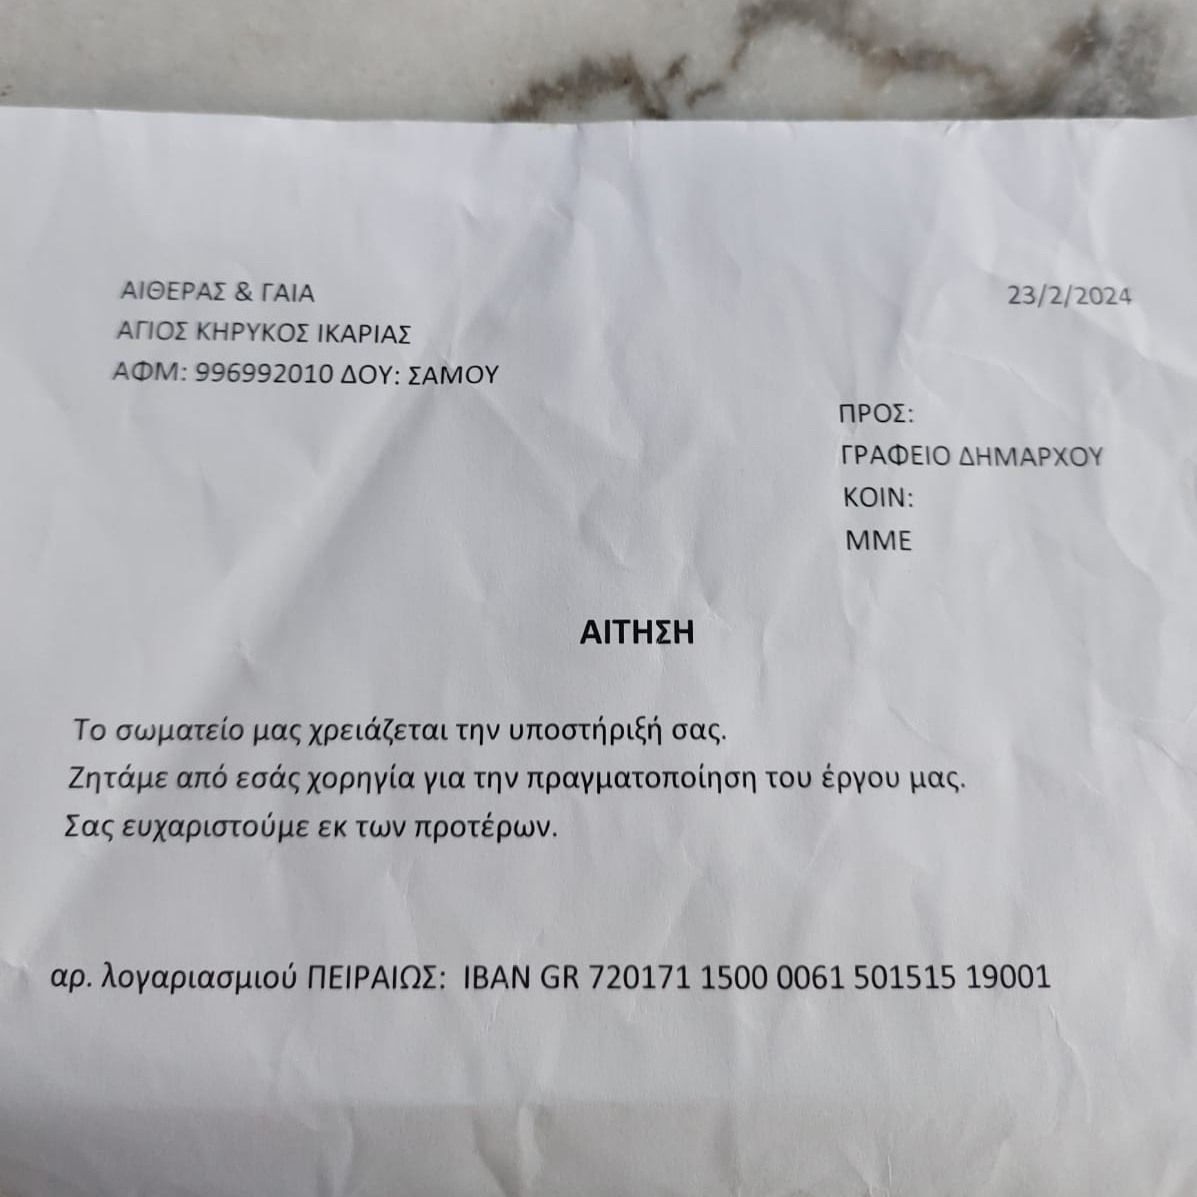 ΑΙΘΕΡΑΣ & ΓΑΙΑ
23/2/2024
ΑΓΙΟΣ ΚΗΡΥΚΟΣ ΙΚΑΡΙΑΣ
ΑΦΜ: 996992010 ΔΟΥ: ΣΑΜΟΥ
ΠΡΟΣ:
ΓΡΑΦΕΙΟ ΔΗΜΑΡΧΟΥ
ΚΟΙΝ:
ΜΜΕ
ΑΙΤΗΣΗ
Το σωματείο μας χρειάζεται την υποστήριξή σας.
Ζητάμε από εσάς χορηγία για την πραγματοποίηση του έργου μας.
Σας ευχαριστούμε εκ των προτέρων.
αρ. λογαριασμιού ΠΕΙΡΑΙΩΣ: IBAN GR 720171 1500 0061 501515 19001